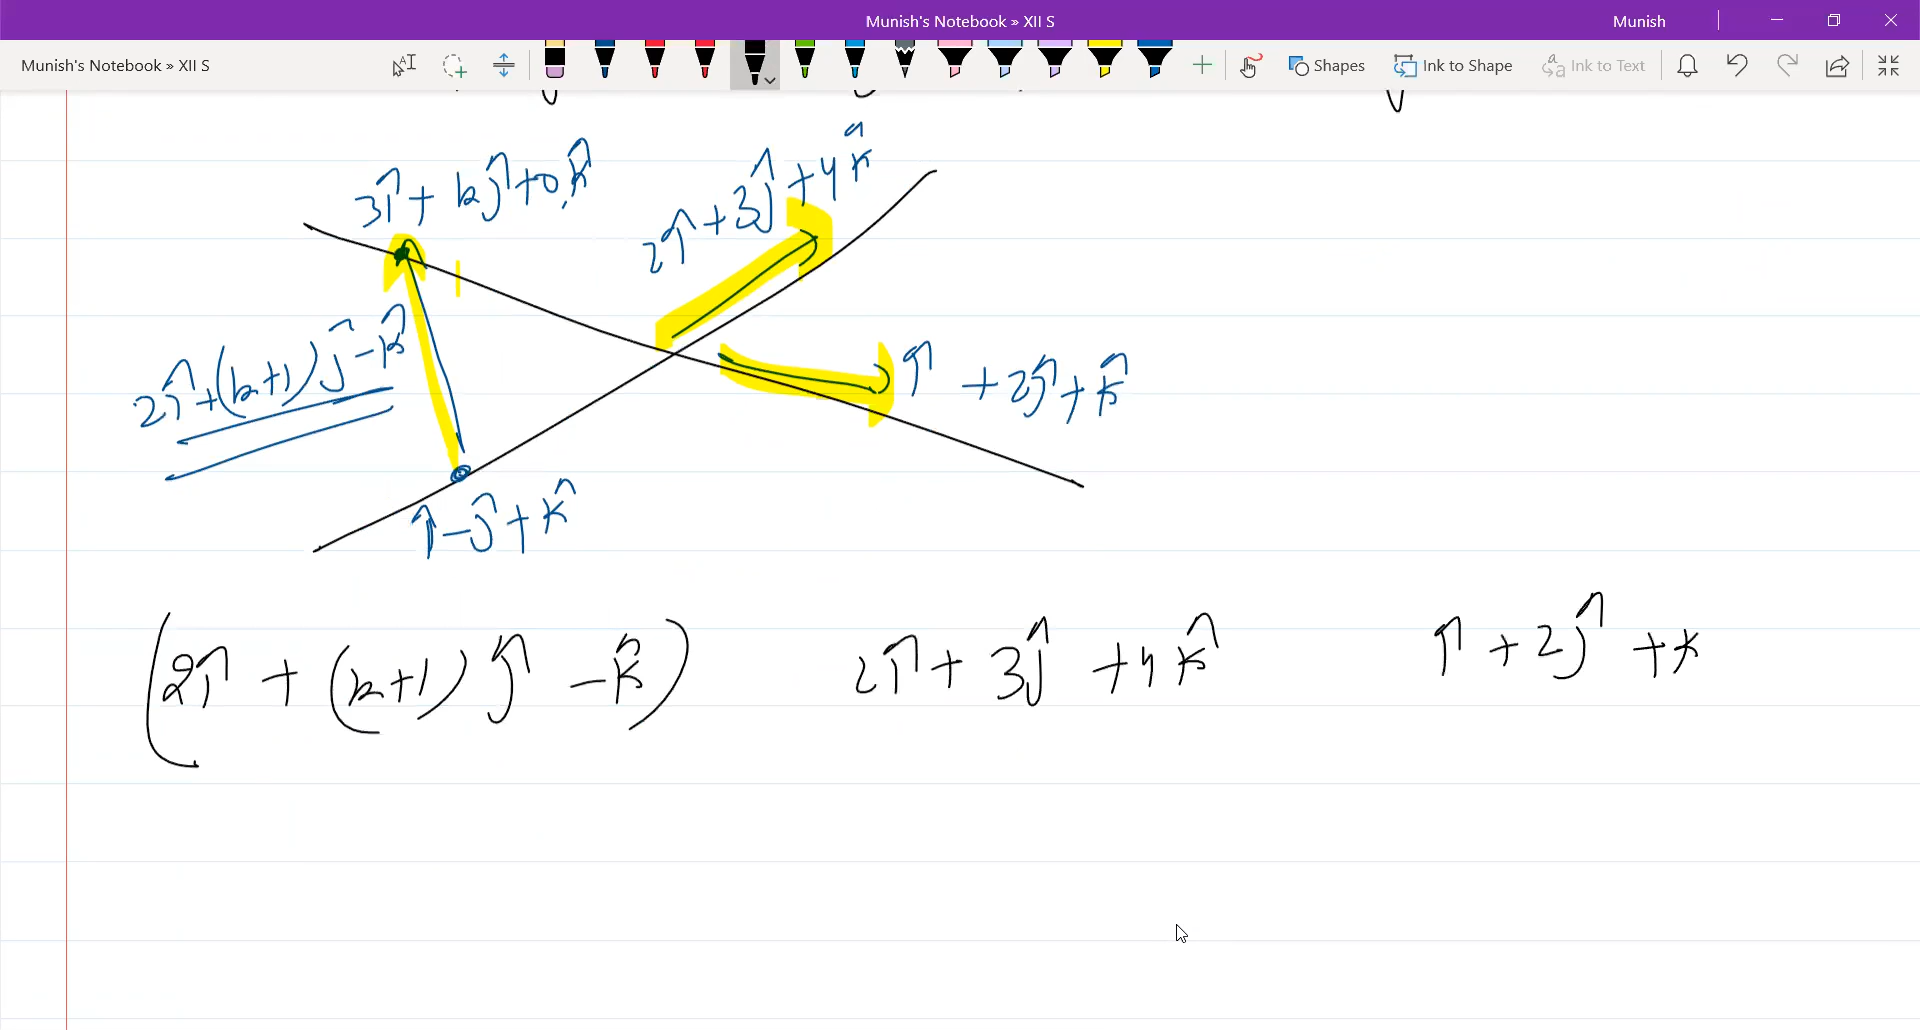 Munish's Notebook » XII S
Munish
Munish's Notebook » XII S
Shapes
Ink to Shape
Ink to Text
3î + kĵ + 0k̂
2î + 3ĵ + 4k̂
2î + (k+1)ĵ - k̂
î + 2ĵ + k̂
î - ĵ + k̂
(2î + (k+1) ĵ - k̂) 2î + 3ĵ + 4k̂ î + 2ĵ + k